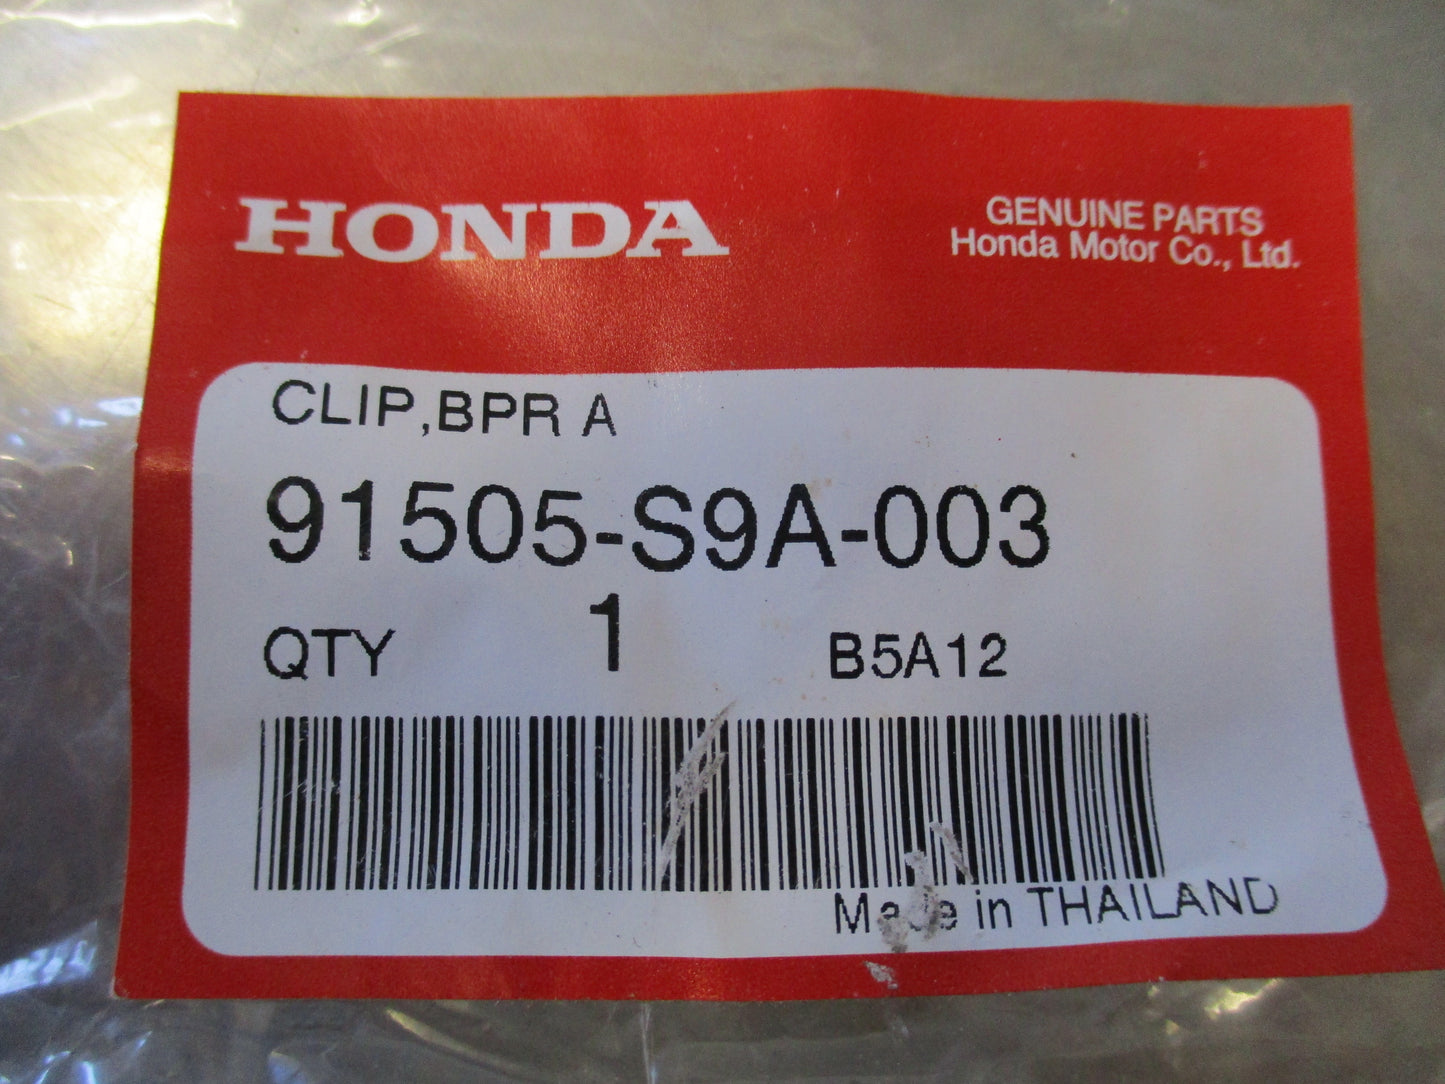 HONDA
GENUINE PARTS
Honda Motor Co., Ltd.
CLIP,BPR A
91505-S9A-003
QTY 1 B5A12
Made in THAILAND